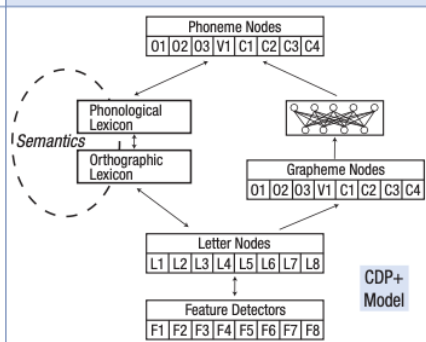 Phoneme Nodes
O1 O2 O3 V1 C1 C2 C3 C4
Phonological
Lexicon
Semantics
Orthographic
Lexicon
Grapheme Nodes
O1 O2 O3 V1 C1 C2 C3 C4
Letter Nodes
L1 L2 L3 L4 L5 L6 L7 L8
CDP+
Model
Feature Detectors
F1 F2 F3 F4 F5 F6 F7 F8